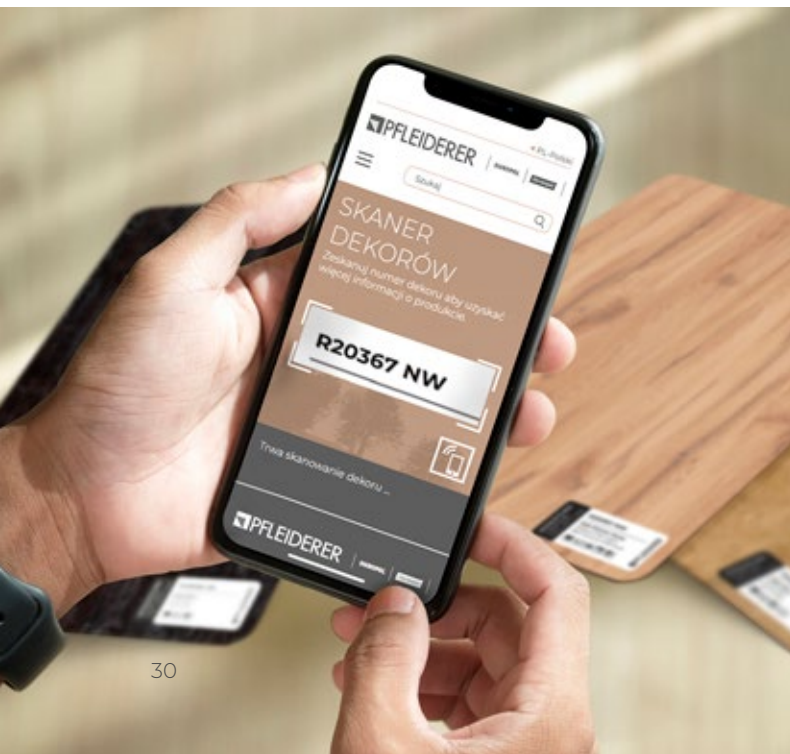 PFLEIDERER
PL-Polski
Szukaj
SKANER
DEKORÓW
Zeskanuj numer dekoru aby uzyskać
więcej informacji o produkcie.
R20367 NW
Trwa skanowanie dekoru ...
PFLEIDERER
30